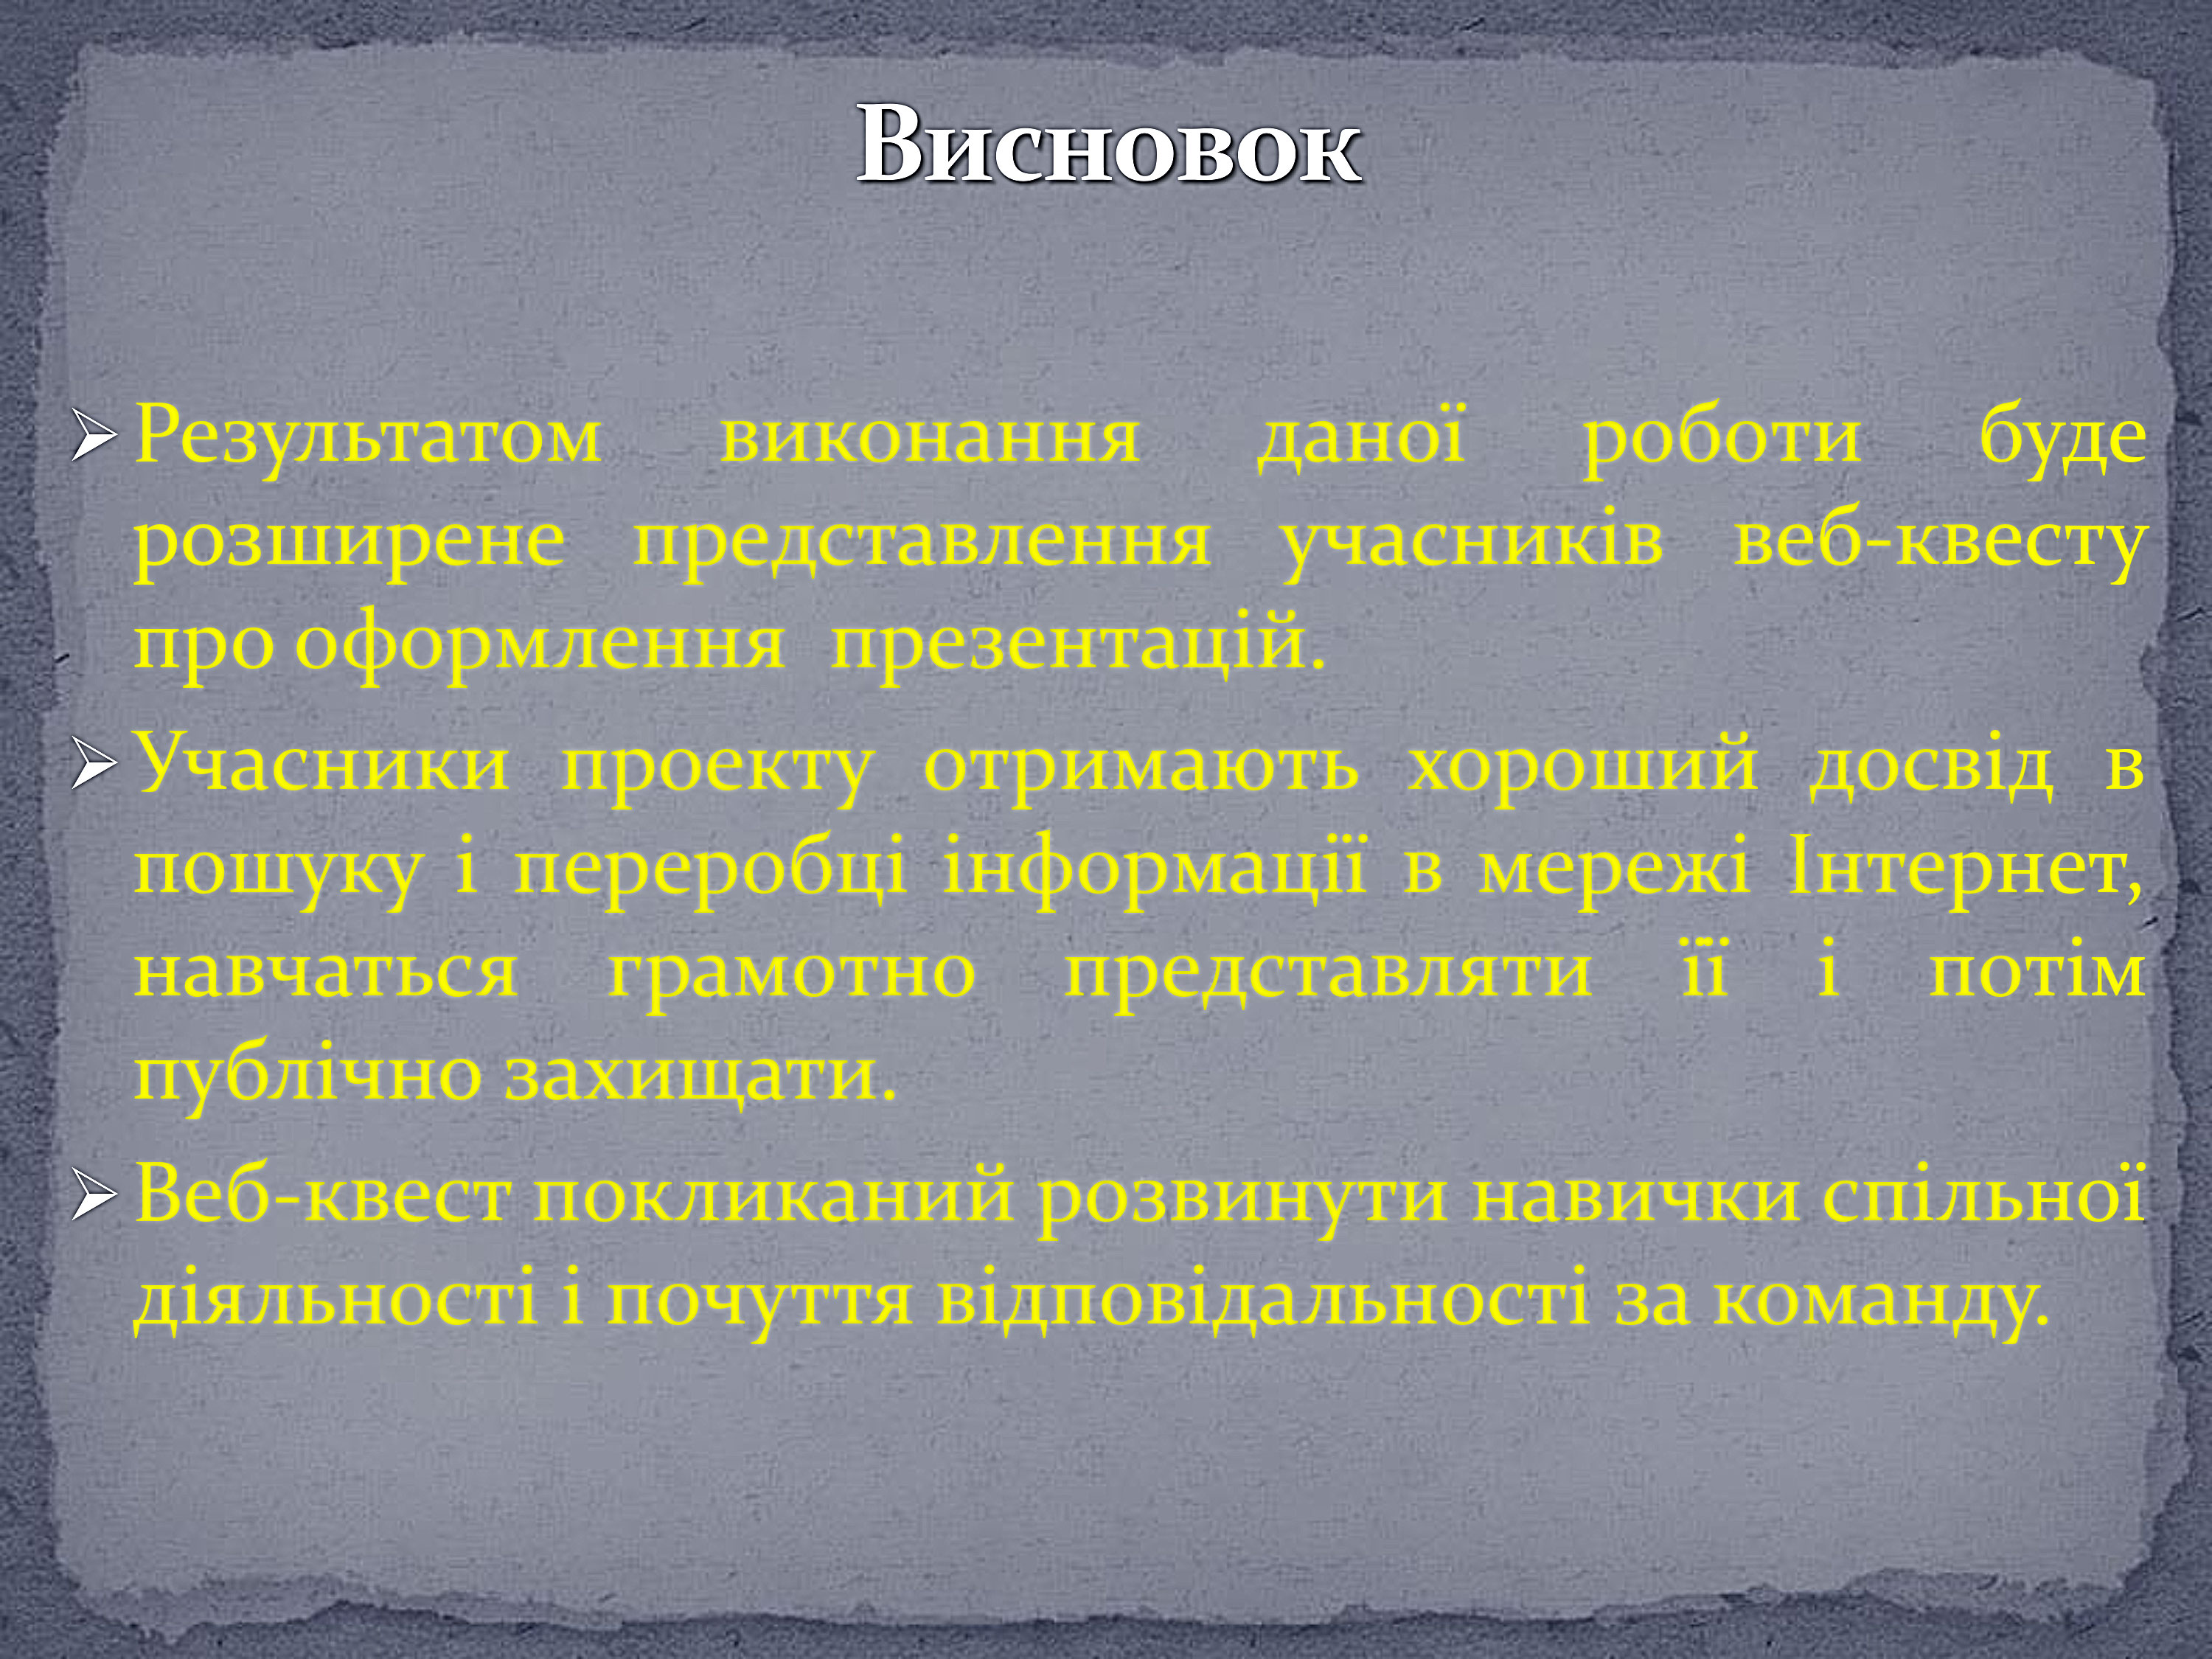 Висновок
Результатом виконання даної роботи буде
розширене представлення учасників веб-квесту
про оформлення презентацій.
Учасники проекту отримають хороший досвід в
пошуку і переробці інформації в мережі Інтернет,
навчаться грамотно представляти її і потім
публічно захищати.
Веб-квест покликаний розвинути навички спільної
діяльності і почуття відповідальності за команду.